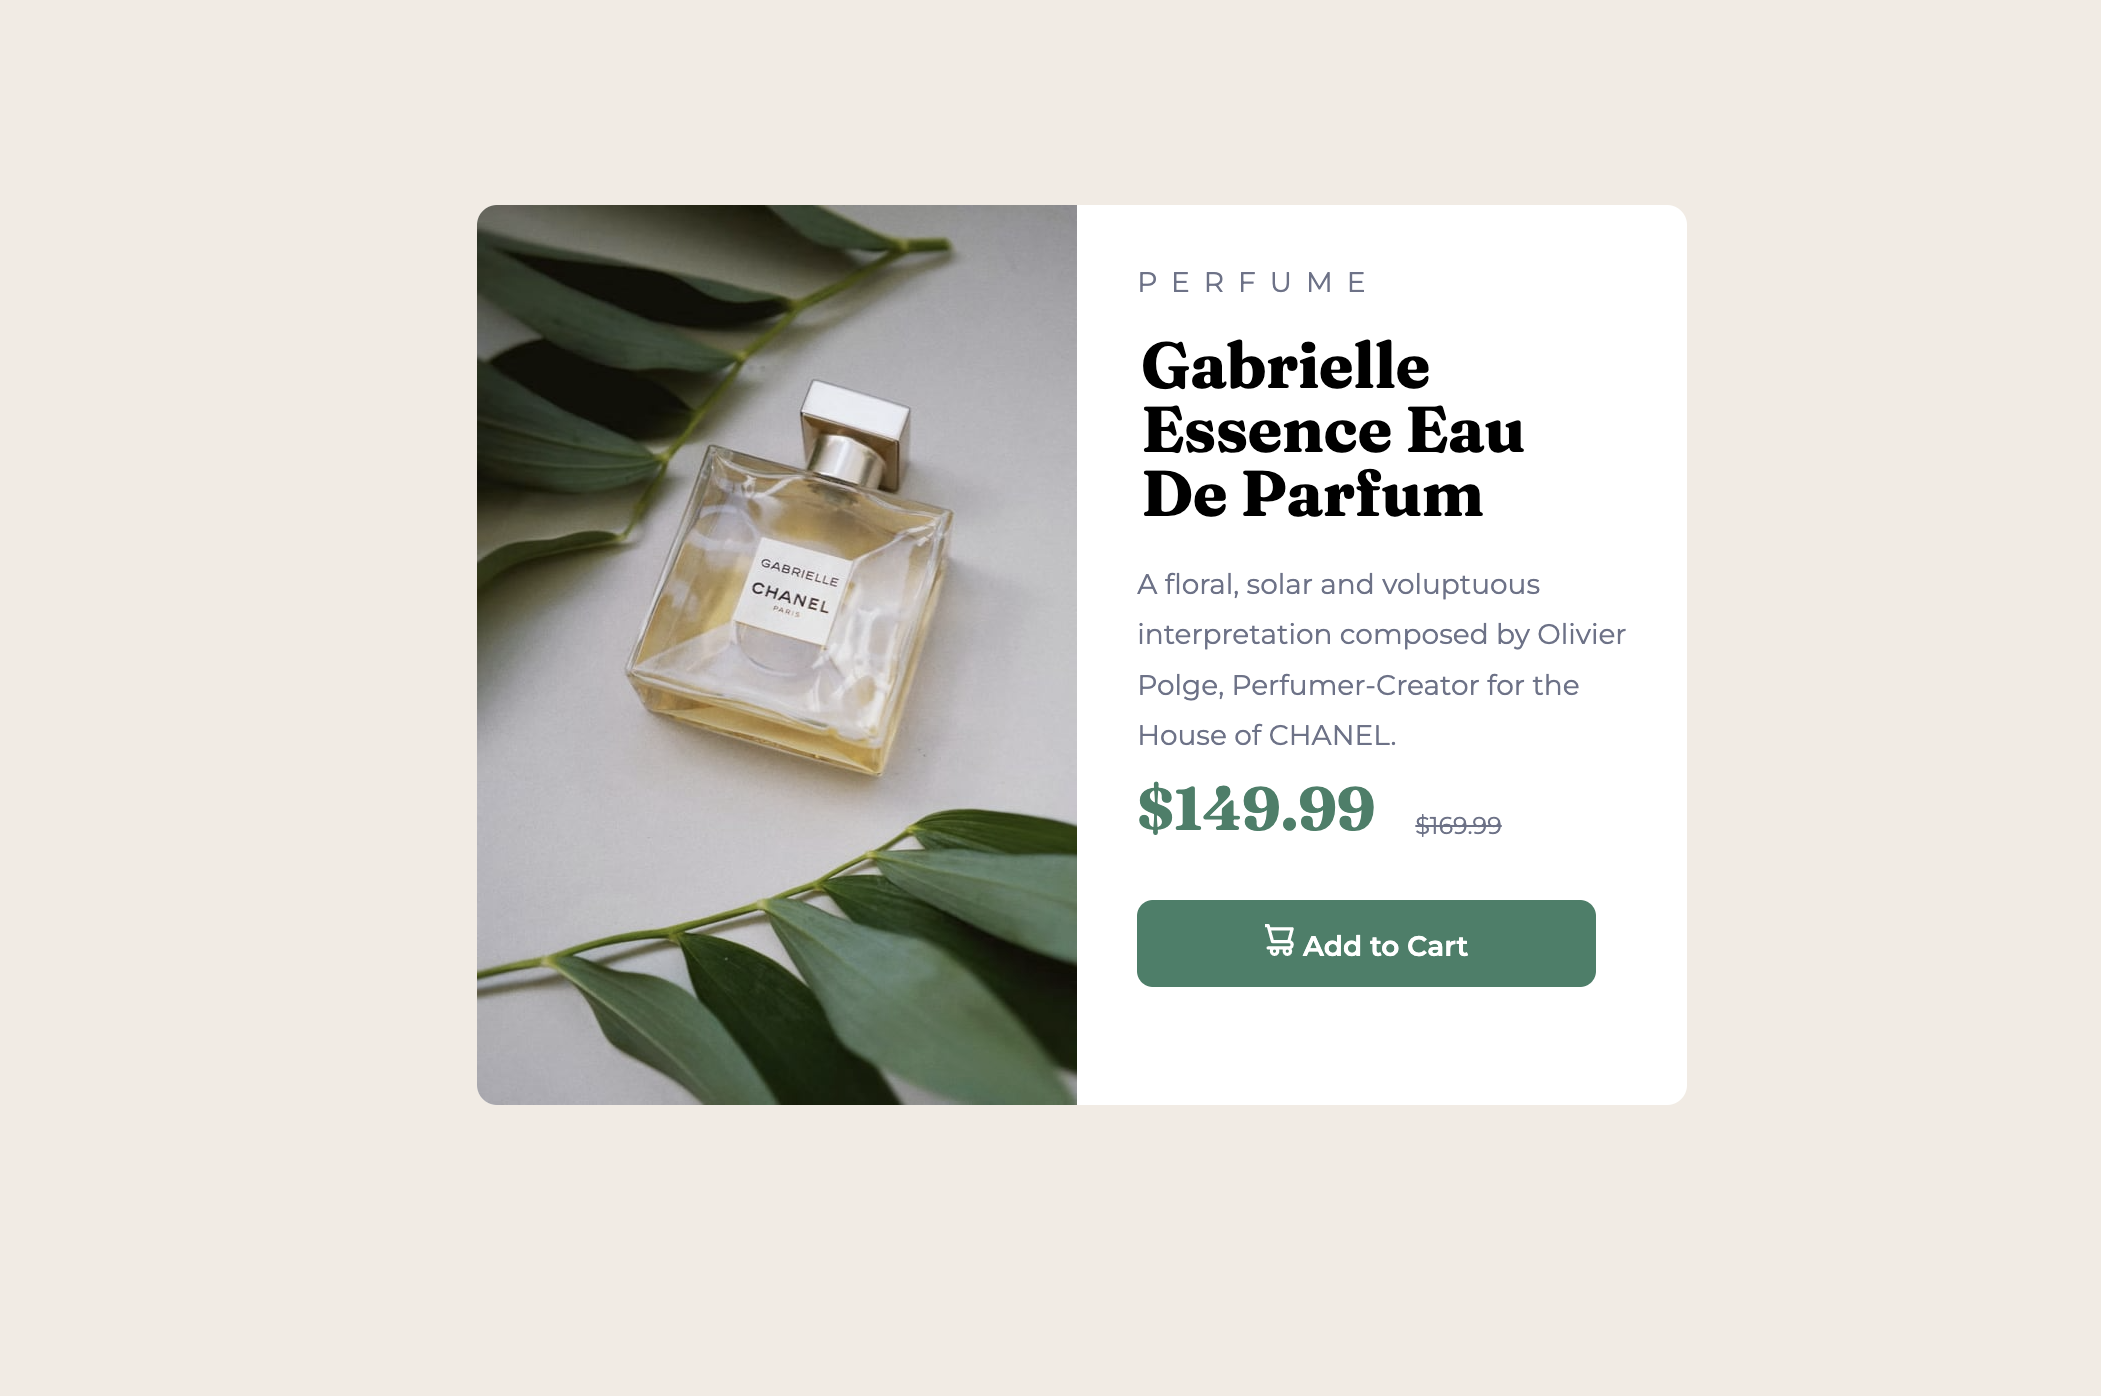 GABRIELLE
CHANEL
PARIS
PERFUME
Gabrielle
Essence Eau
De Parfum
A floral, solar and voluptuous
interpretation composed by Olivier
Polge, Perfumer-Creator for the
House of CHANEL.
$149.99 $169.99
Add to Cart